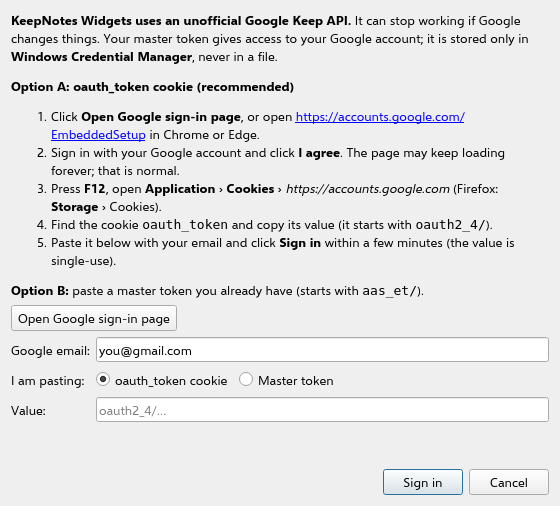 KeepNotes Widgets uses an unofficial Google Keep API. It can stop working if Google
changes things. Your master token gives access to your Google account; it is stored only in
Windows Credential Manager, never in a file.
Option A: oauth_token cookie (recommended)
1. Click Open Google sign-in page, or open https://accounts.google.com/
EmbeddedSetup in Chrome or Edge.
2. Sign in with your Google account and click I agree. The page may keep loading
forever; that is normal.
3. Press F12, open Application › Cookies › https://accounts.google.com (Firefox:
Storage › Cookies).
4. Find the cookie oauth_token and copy its value (it starts with oauth2_4/).
5. Paste it below with your email and click Sign in within a few minutes (the value is
single-use).
Option B: paste a master token you already have (starts with aas_et/).
Open Google sign-in page
Google email: you@gmail.com
I am pasting: oauth_token cookie Master token
Value: oauth2_4/...
Sign in Cancel